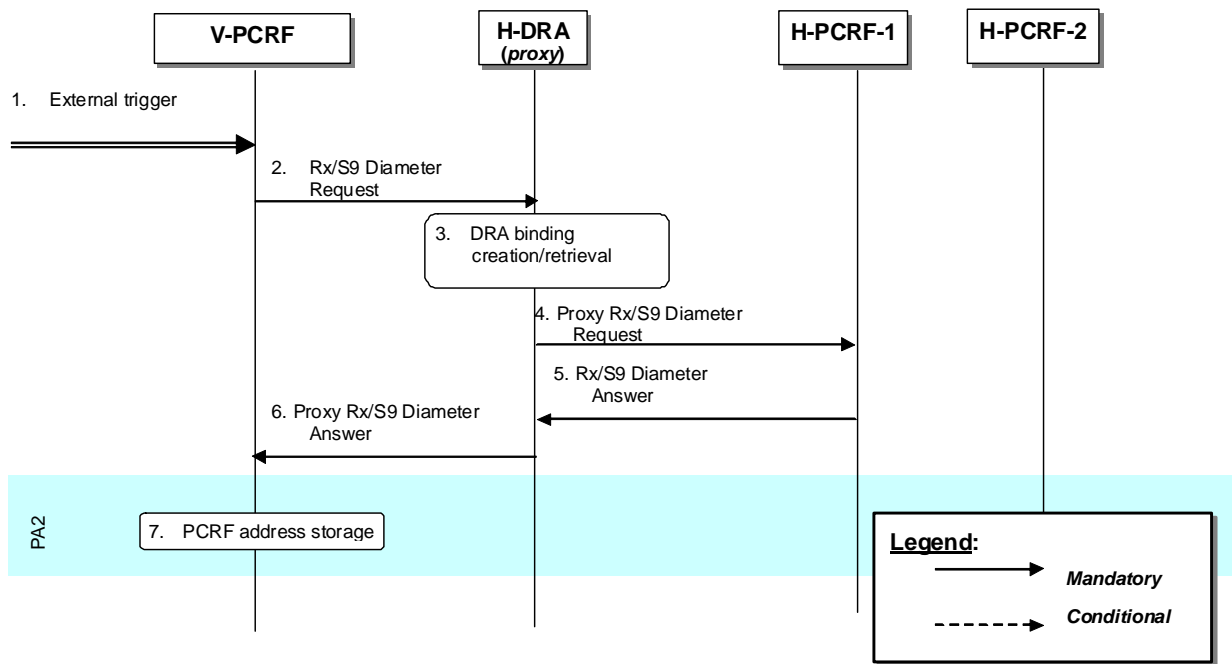 V-PCRF
H-DRA
(proxy)
H-PCRF-1
H-PCRF-2
1. External trigger
2. Rx/S9 Diameter
Request
3. DRA binding
creation/retrieval
4. Proxy Rx/S9 Diameter
Request
5. Rx/S9 Diameter
Answer
6. Proxy Rx/S9 Diameter
Answer
PA2
7. PCRF address storage
Legend:
Mandatory
Conditional